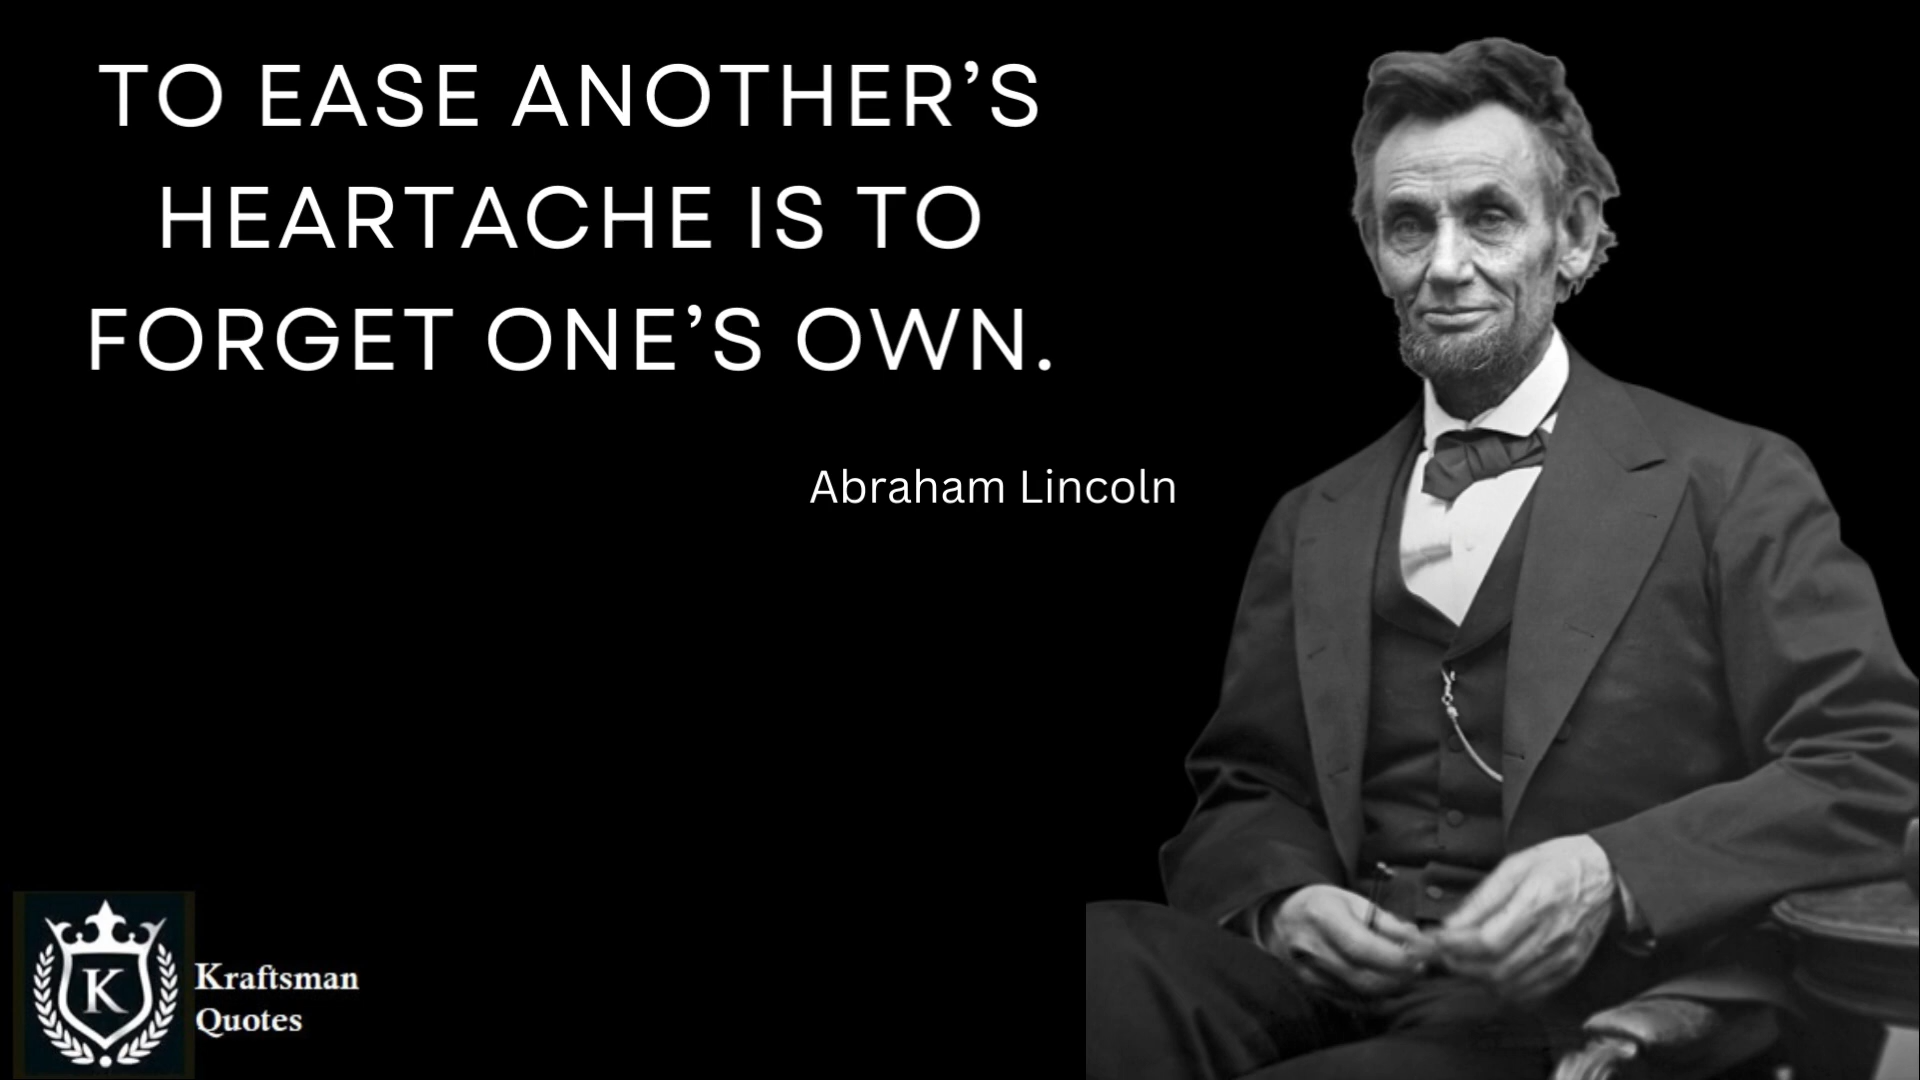 TO EASE ANOTHER’S
HEARTACHE IS TO
FORGET ONE’S OWN.
Abraham Lincoln
K
Kraftsman
Quotes